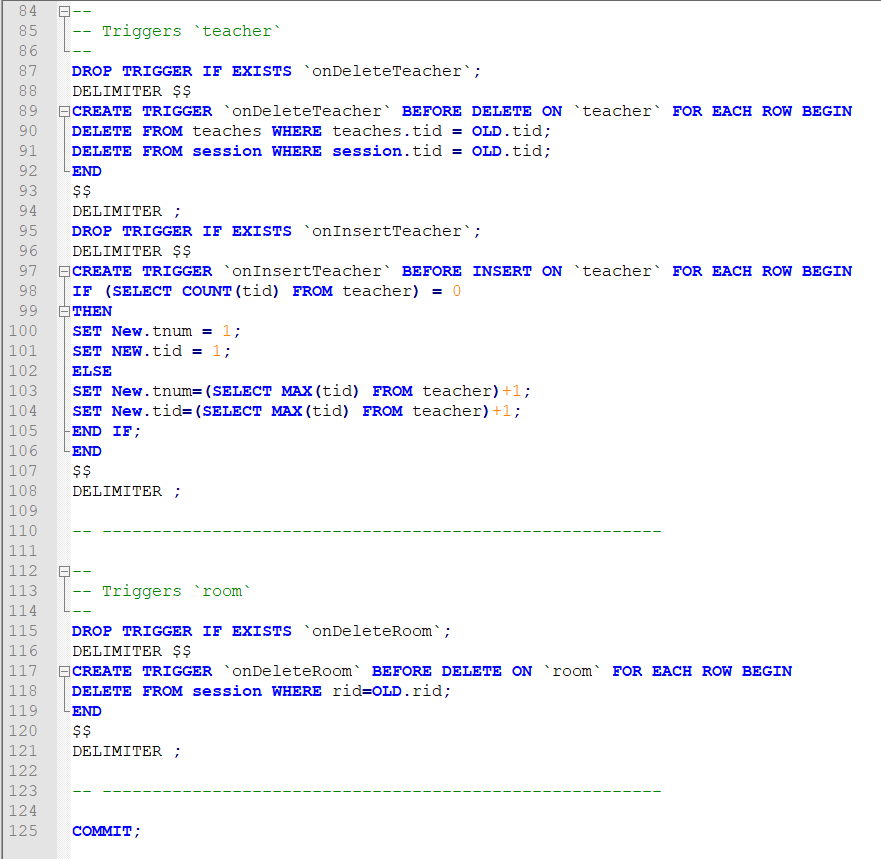 84 --
85 -- Triggers `teacher`
86 --
87 DROP TRIGGER IF EXISTS `onDeleteTeacher`;
88 DELIMITER $$
89 CREATE TRIGGER `onDeleteTeacher` BEFORE DELETE ON `teacher` FOR EACH ROW BEGIN
90 DELETE FROM teaches WHERE teaches.tid = OLD.tid;
91 DELETE FROM session WHERE session.tid = OLD.tid;
92 END
93 $$
94 DELIMITER ;
95 DROP TRIGGER IF EXISTS `onInsertTeacher`;
96 DELIMITER $$
97 CREATE TRIGGER `onInsertTeacher` BEFORE INSERT ON `teacher` FOR EACH ROW BEGIN
98 IF (SELECT COUNT(tid) FROM teacher) = 0
99 THEN
100 SET New.tnum = 1;
101 SET NEW.tid = 1;
102 ELSE
103 SET New.tnum=(SELECT MAX(tid) FROM teacher)+1;
104 SET New.tid=(SELECT MAX(tid) FROM teacher)+1;
105 END IF;
106 END
107 $$
108 DELIMITER ;
109
110 -- --------------------------------------------------------
111
112 --
113 -- Triggers `room`
114 --
115 DROP TRIGGER IF EXISTS `onDeleteRoom`;
116 DELIMITER $$
117 CREATE TRIGGER `onDeleteRoom` BEFORE DELETE ON `room` FOR EACH ROW BEGIN
118 DELETE FROM session WHERE rid=OLD.rid;
119 END
120 $$
121 DELIMITER ;
122
123 -- --------------------------------------------------------
124
125 COMMIT;